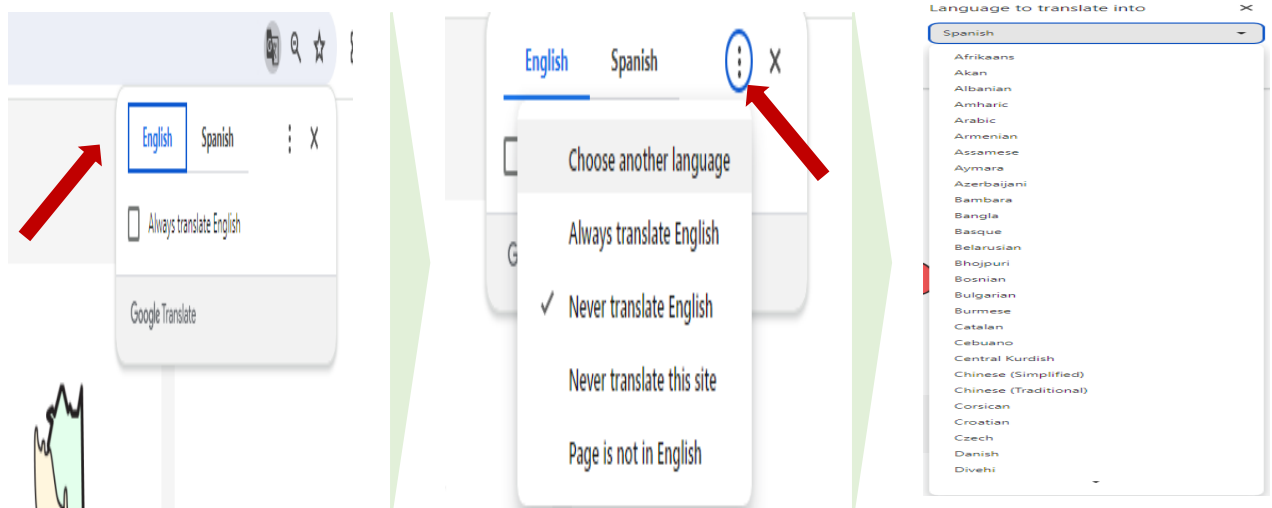 English Spanish
Always translate English
Google Translate
English Spanish
Choose another language
Always translate English
G
Never translate English
Never translate this site
Page is not in English
Language to translate into
Spanish
Afrikaans
Akan
Albanian
Amharic
Arabic
Armenian
Assamese
Aymara
Azerbaijani
Bambara
Bangla
Basque
Belarusian
Bhojpuri
Bosnian
Bulgarian
Burmese
Catalan
Cebuano
Central Kurdish
Chinese (Simplified)
Chinese (Traditional)
Corsican
Croatian
Czech
Danish
Divehi